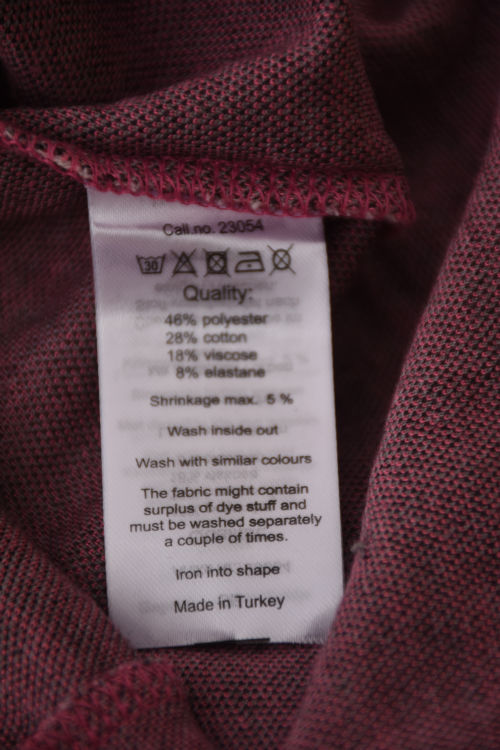 Call.no. 23054
30
Quality:
46% polyester
28% cotton
18% viscose
8% elastane
Shrinkage max. 5 %
Wash inside out
Wash with similar colours
The fabric might contain
surplus of dye stuff and
must be washed separately
a couple of times.
Iron into shape
Made in Turkey